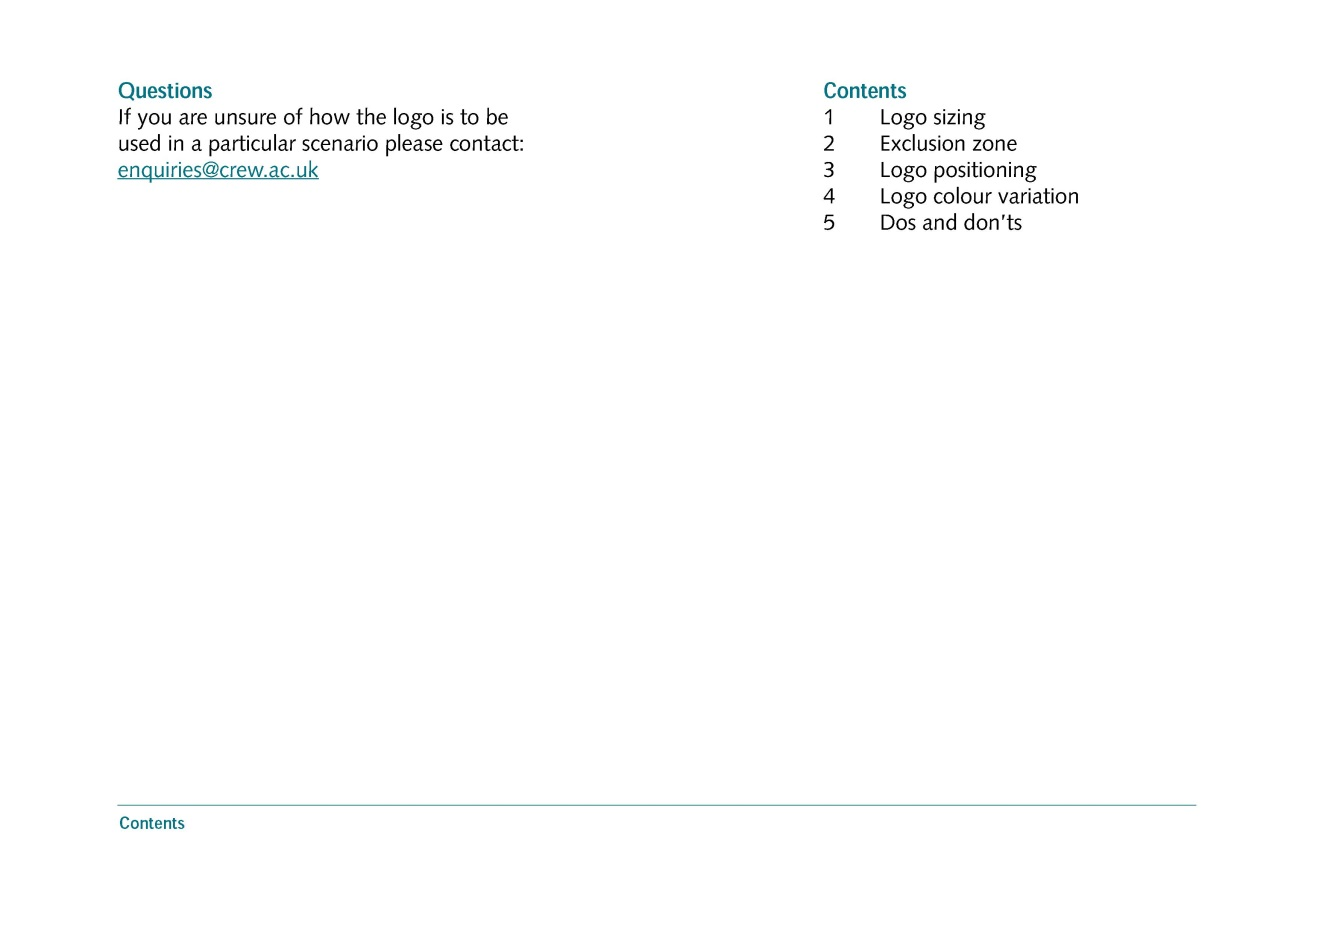 Questions
If you are unsure of how the logo is to be
used in a particular scenario please contact:
enquiries@crew.ac.uk
Contents
1 Logo sizing
2 Exclusion zone
3 Logo positioning
4 Logo colour variation
5 Dos and don't​s
Contents